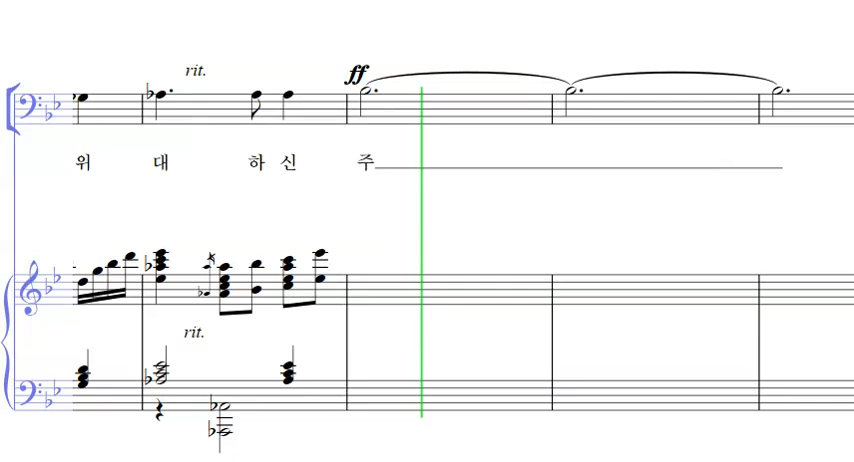 rit.
ff
위 대 하 신 주
rit.